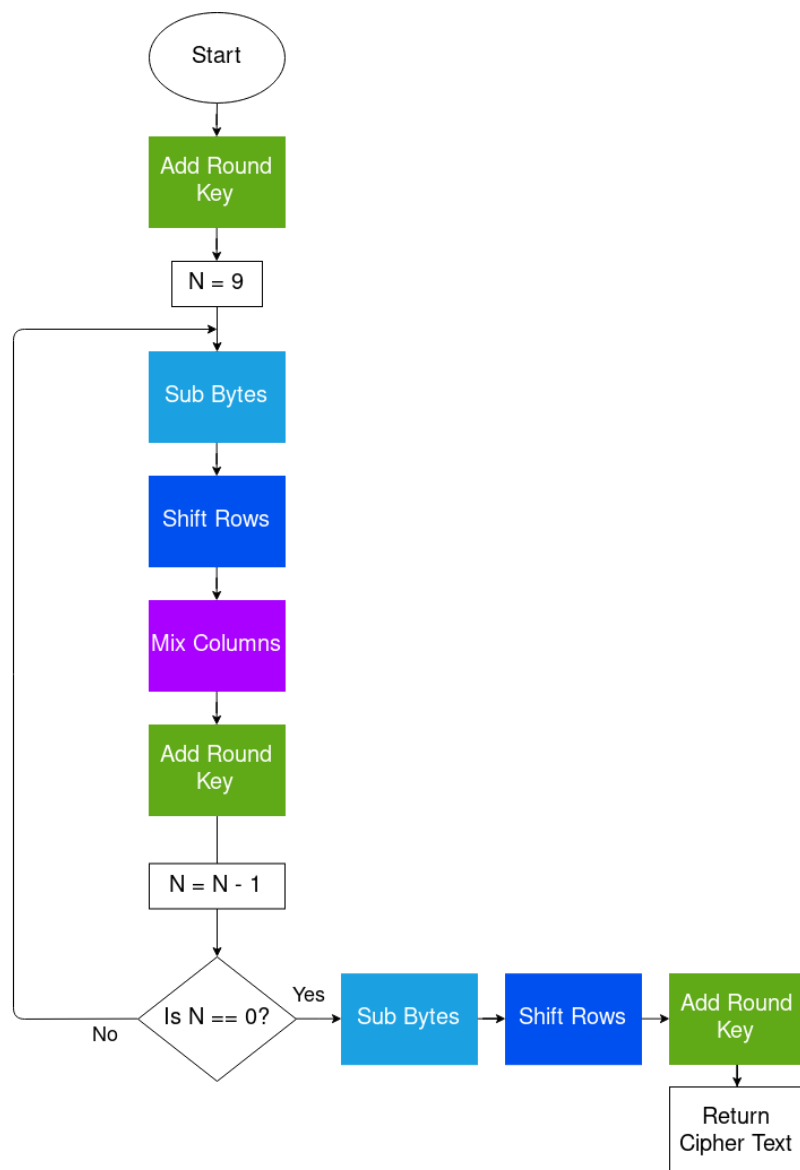 Start
Add Round
Key
N = 9
Sub Bytes
Shift Rows
Mix Columns
Add Round
Key
N = N - 1
Is N == 0?
No
Yes
Sub Bytes
Shift Rows
Add Round
Key
Return
Cipher Text